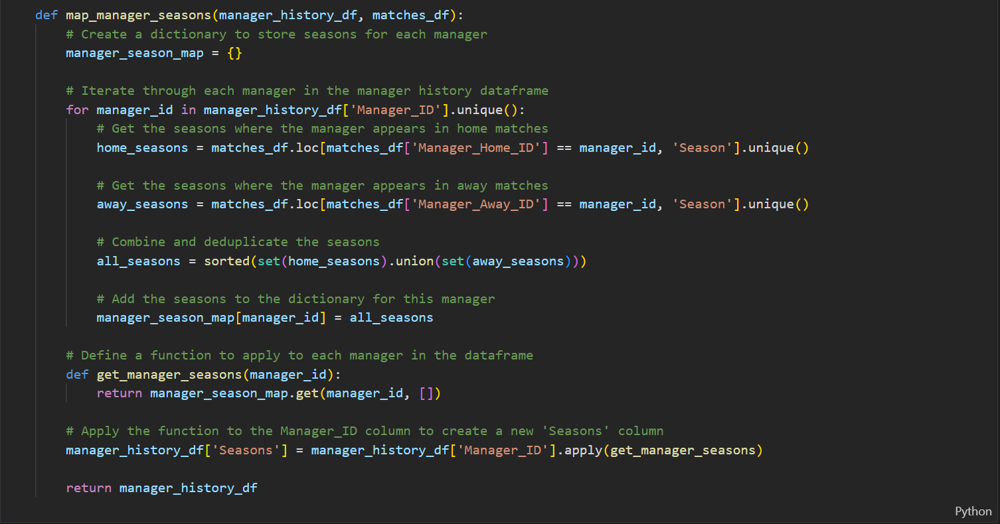 def map_manager_seasons(manager_history_df, matches_df):
    # Create a dictionary to store seasons for each manager
    manager_season_map = {}
    # Iterate through each manager in the manager history dataframe
    for manager_id in manager_history_df['Manager_ID'].unique():
        # Get the seasons where the manager appears in home matches
        home_seasons = matches_df.loc[matches_df['Manager_Home_ID'] == manager_id, 'Season'].unique()
        # Get the seasons where the manager appears in away matches
        away_seasons = matches_df.loc[matches_df['Manager_Away_ID'] == manager_id, 'Season'].unique()
        # Combine and deduplicate the seasons
        all_seasons = sorted(set(home_seasons).union(set(away_seasons)))
        # Add the seasons to the dictionary for this manager
        manager_season_map[manager_id] = all_seasons
    # Define a function to apply to each manager in the dataframe
    def get_manager_seasons(manager_id):
        return manager_season_map.get(manager_id, [])
    # Apply the function to the Manager_ID column to create a new 'Seasons' column
    manager_history_df['Seasons'] = manager_history_df['Manager_ID'].apply(get_manager_seasons)
    return manager_history_df
Python